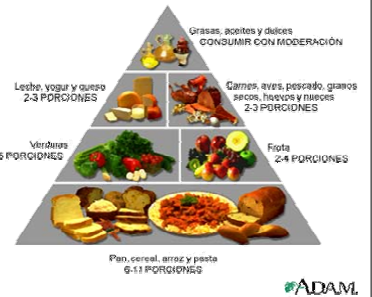 Grasas, aceites y dulces
CONSUMIR CON MODERACIÓN
Leche, yogur y queso
2-3 PORCIONES
Carnes, aves, pescado, granos
secos, huevos y nueces
2-3 PORCIONES
Verduras
5 PORCIONES
Fruta
2-4 PORCIONES
Pan, cereal, arroz y pasta
6-11 PORCIONES
ADAM.